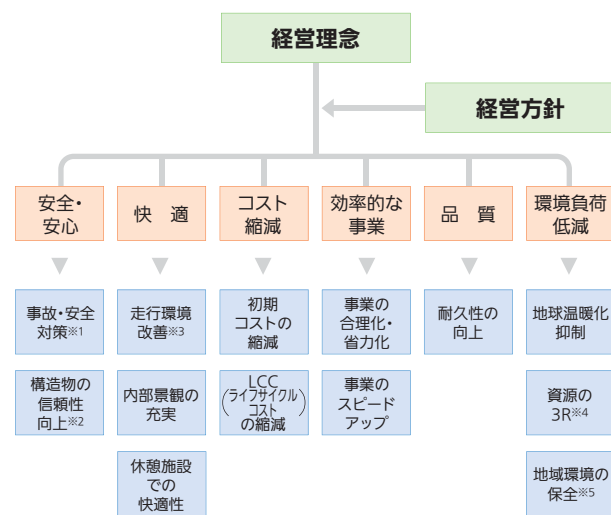 経営理念
経営方針
安全・
安心
快　適
コスト
縮減
効率的な
事業
品　質
環境負荷
低減
事故・安全
対策※1
走行環境
改善※3
初期
コストの
縮減
事業の
合理化・
省力化
耐久性の
向上
地球温暖化
抑制
構造物の
信頼性
向上※2
内部景観の
充実
LCC
(ライフサイクル
コスト)
の縮減
事業の
スピード
アップ
資源の
3R※4
休憩施設
での
快適性
地域環境の
保全※5